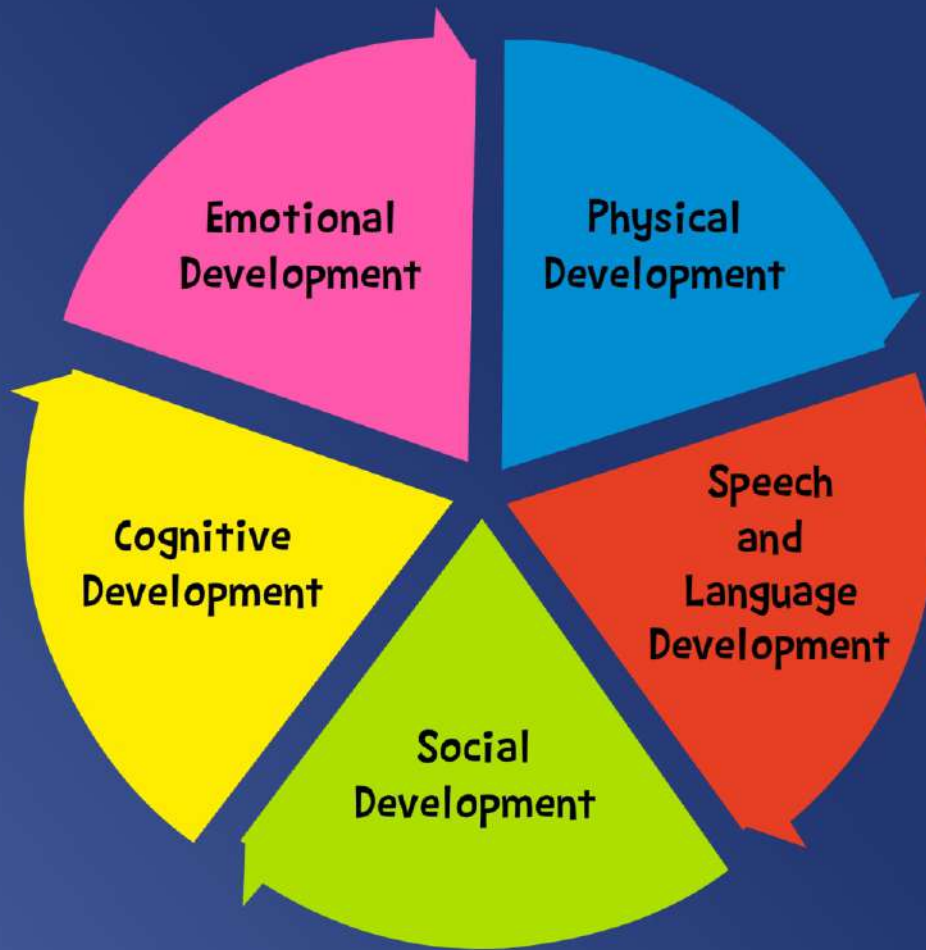 Emotional
Development
Physical
Development
Speech
and
Language
Development
Social
Development
Cognitive
Development